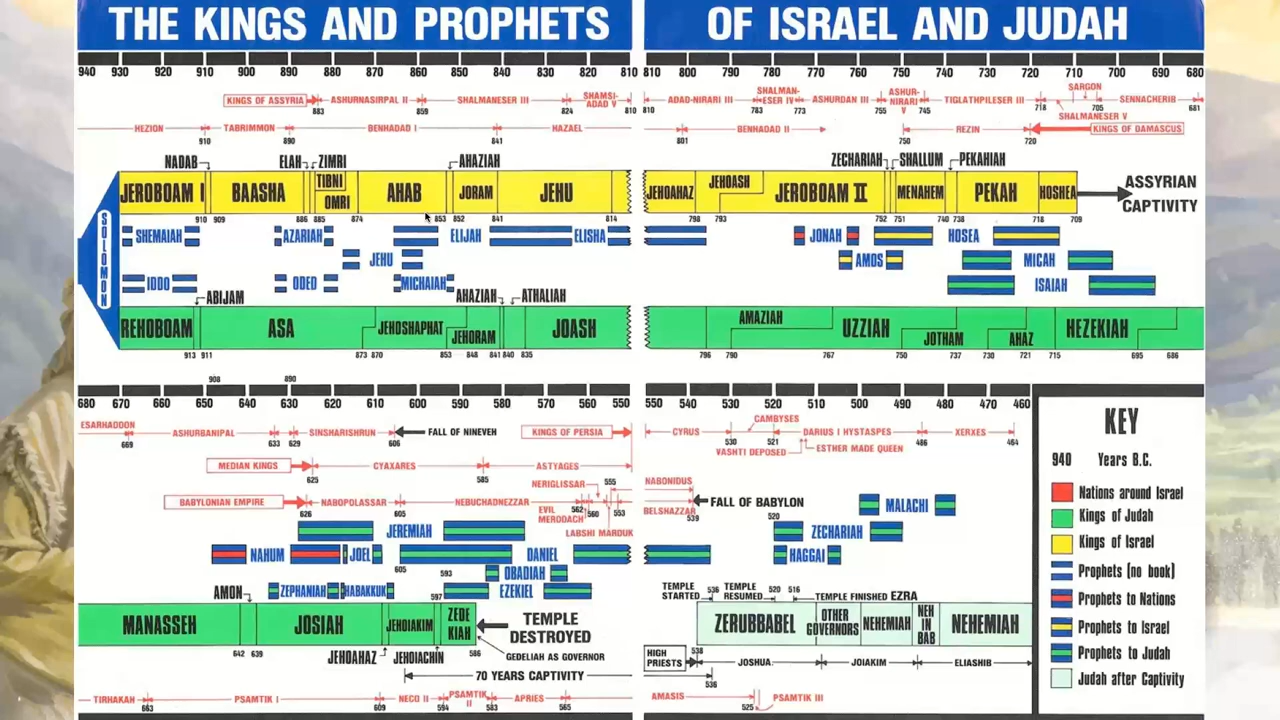 THE KINGS AND PROPHETS OF ISRAEL AND JUDAH
940 930 920 910 900 890 880 870 860 850 840 830 820 810
810 800 790 780 770 760 750 740 730 720 710 700 690 680
KINGS OF ASSYRIA 883 ASHURNASIRPAL II 859 SHALMANESER III 824 SHAMSI-ADAD V 810
ADAD-NIRARI III 783 SHALMAN-ESER IV 773 ASHURDAN III 755 ASHUR-NIRARI V 745 TIGLATHPILESER III 718 SHALMANESER V SARGON 705 SENNACHERIB 681
HEZION 910 TABRIMMON 890 BENHADAD I 841 HAZAEL
801 BENHADAD II 750 REZIN 720 KINGS OF DAMASCUS
NADAB ELAH ZIMRI AHAZIAH
ZECHARIAH SHALLUM PEKAHIAH
JEROBOAM I BAASHA TIBNI OMRI AHAB JORAM JEHU
JEHOAHAZ JEHOASH JEROBOAM II MENAHEM PEKAH HOSHEA ASSYRIAN CAPTIVITY
910 909 886 885 874 853 852 841 814
798 793 752 751 740 738 718 709
SOLOMON
SHEMAIAH AZARIAH ELIJAH ELISHA
JONAH HOSEA
JEHU
AMOS MICAH
IDDO ODED MICHAIAH
ISAIAH
ABIJAM AHAZIAH ATHALIAH
REHOBOAM ASA JEHOSHAPHAT JEHORAM JOASH
AMAZIAH UZZIAH JOTHAM AHAZ HEZEKIAH
913 911 873 870 853 848 841 840 835
796 790 767 750 737 730 721 715 695 686
908 890
680 670 660 650 640 630 620 610 600 590 580 570 560 550
550 540 530 520 510 500 490 480 470 460
ESARHADDON 669 ASHURBANIPAL 633 629 SINSHARISHKUN 606 FALL OF NINEVEH KINGS OF PERSIA
CYRUS 530 CAMBYSES 521 DARIUS I HYSTASPES 486 XERXES 464
VASHTI DEPOSED ESTHER MADE QUEEN
MEDIAN KINGS 625 CYAXARES 585 ASTYAGES
BABYLONIAN EMPIRE 626 NABOPOLASSAR 605 NEBUCHADNEZZAR 562 EVIL MERODACH 560 NERIGLISSAR 555 LABSHI MARDUK 553
NABONIDUS BELSHAZZAR 539 FALL OF BABYLON
JEREMIAH
MALACHI
520 ZECHARIAH
NAHUM JOEL DANIEL
HAGGAI
605 593 OBADIAH
AMON ZEPHANIAH HABAKKUK EZEKIEL
597
TEMPLE STARTED 536 TEMPLE RESUMED 520 516 TEMPLE FINISHED EZRA
MANASSEH JOSIAH JEHOIAKIM ZEDEKIAH TEMPLE DESTROYED
ZERUBBABEL OTHER GOVERNORS NEHEMIAH NEH IN BAB NEHEMIAH
642 639 JEHOAHAZ JEHOIACHIN 586 GEDELIAH AS GOVERNOR
HIGH PRIESTS 538 JOSHUA JOIAKIM ELIASHIB
70 YEARS CAPTIVITY 536
TIRHAKAH 663 PSAMTIK I 609 NECO II 594 PSAMTIK II 583 APRIES 565
AMASIS 525 PSAMTIK III
KEY
940 Years B.C.
Nations around Israel
Kings of Judah
Kings of Israel
Prophets (no book)
Prophets to Nations
Prophets to Israel
Prophets to Judah
Judah after Captivity